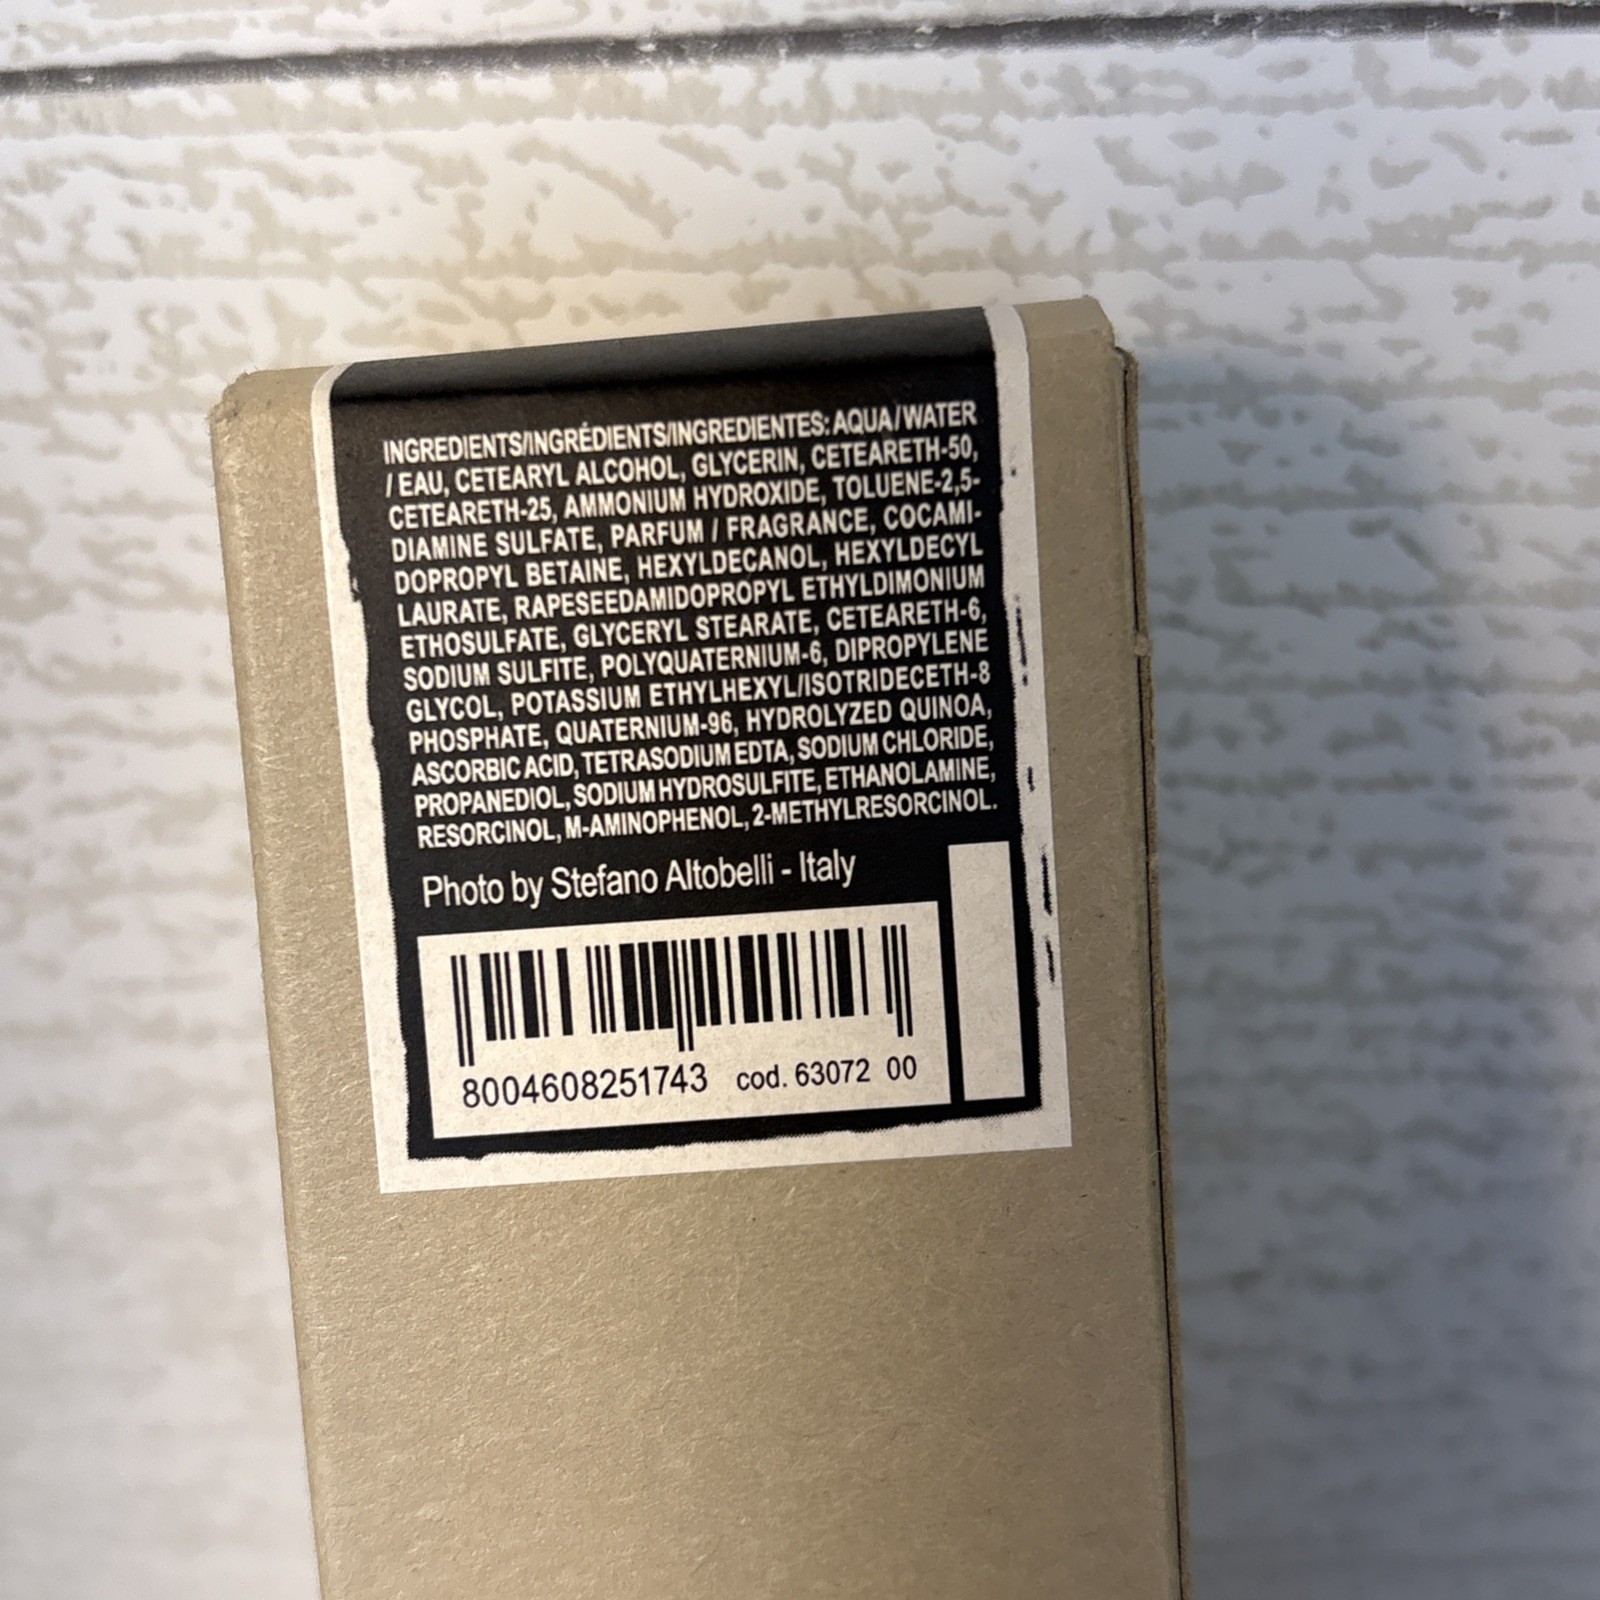 INGREDIENTS/INGRÉDIENTS/INGREDIENTES: AQUA/WATER
/ EAU, CETEARYL ALCOHOL, GLYCERIN, CETEARETH-50,
CETEARETH-25, AMMONIUM HYDROXIDE, TOLUENE-2,5-
DIAMINE SULFATE, PARFUM / FRAGRANCE, COCAMI-
DOPROPYL BETAINE, HEXYLDECANOL, HEXYLDECYL
LAURATE, RAPESEEDAMIDOPROPYL ETHYLDIMONIUM
ETHOSULFATE, GLYCERYL STEARATE, CETEARETH-6,
SODIUM SULFITE, POLYQUATERNIUM-6, DIPROPYLENE
GLYCOL, POTASSIUM ETHYLHEXYL/ISOTRIDECETH-8
PHOSPHATE, QUATERNIUM-96, HYDROLYZED QUINOA,
ASCORBIC ACID, TETRASODIUM EDTA, SODIUM CHLORIDE,
PROPANEDIOL, SODIUM HYDROSULFITE, ETHANOLAMINE,
RESORCINOL, M-AMINOPHENOL, 2-METHYLRESORCINOL.
Photo by Stefano Altobelli - Italy
8004608251743 cod. 63072 00